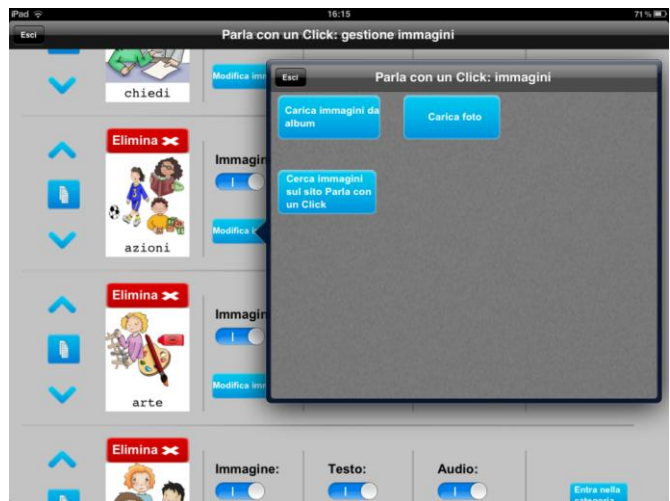 iPad 16:15 71 %
Esci Parla con un Click: gestione immagini
chiedi
Modifica imm
Esci Parla con un Click: immagini
Carica immagini da
album
Carica foto
Cerca immagini
sul sito Parla con
un Click
Elimina
azioni
Immagin
Modifica i
Elimina
arte
Immagin
Modifica imm
Elimina
Immagine: Testo: Audio:
Entra nella
categoria